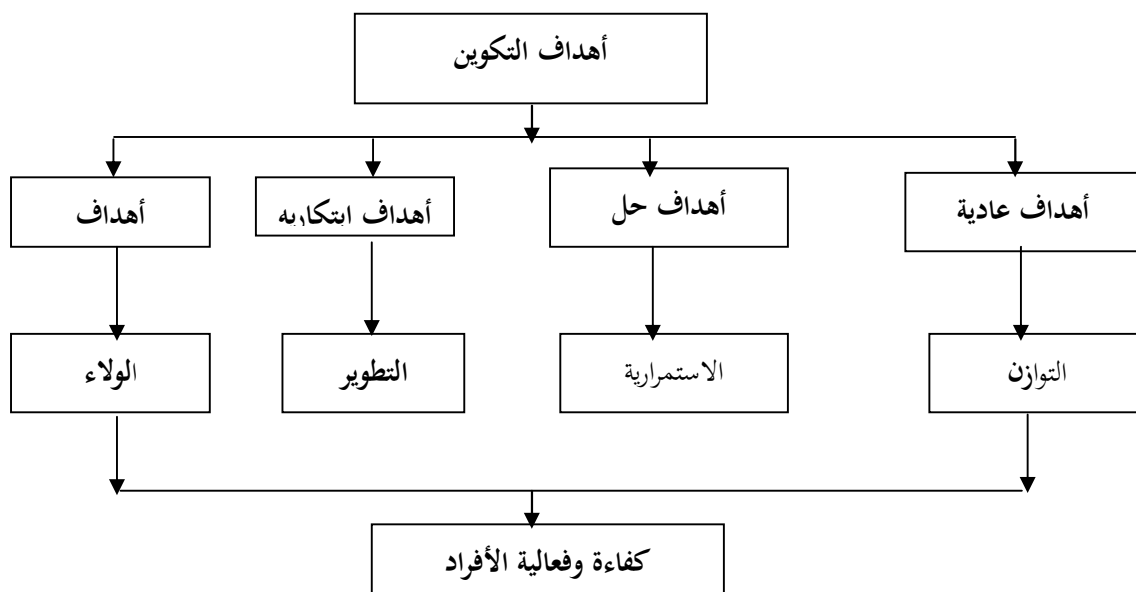 أهداف التكوين
أهداف عادية
أهداف حل
أهداف ابتكاريه
أهداف
التوازن
الاستمرارية
التطوير
الولاء
كفاءة وفعالية الأفراد